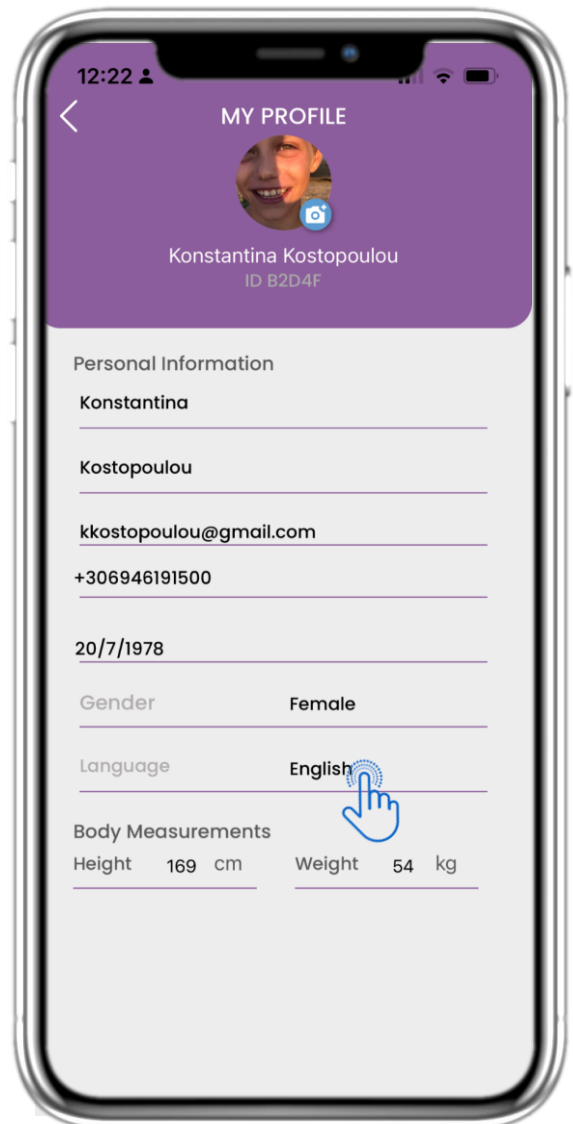 12:22
MY PROFILE
Konstantina Kostopoulou
ID B2D4F
Personal Information
Konstantina
Kostopoulou
kkostopoulou@gmail.com
+306946191500
20/7/1978
Gender Female
Language English
Body Measurements
Height 169 cm Weight 54 kg